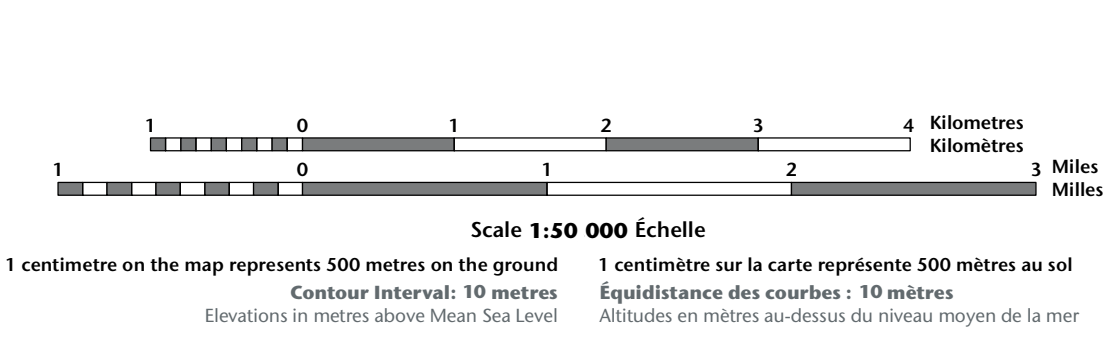 1 0 1 2 3 4 Kilometres
Kilomètres
1 0 1 2 3 Miles
Milles
Scale 1:50 000 Échelle
1 centimetre on the map represents 500 metres on the ground
Contour Interval: 10 metres
Elevations in metres above Mean Sea Level
1 centimètre sur la carte représente 500 mètres au sol
Équidistance des courbes : 10 mètres
Altitudes en mètres au-dessus du niveau moyen de la mer